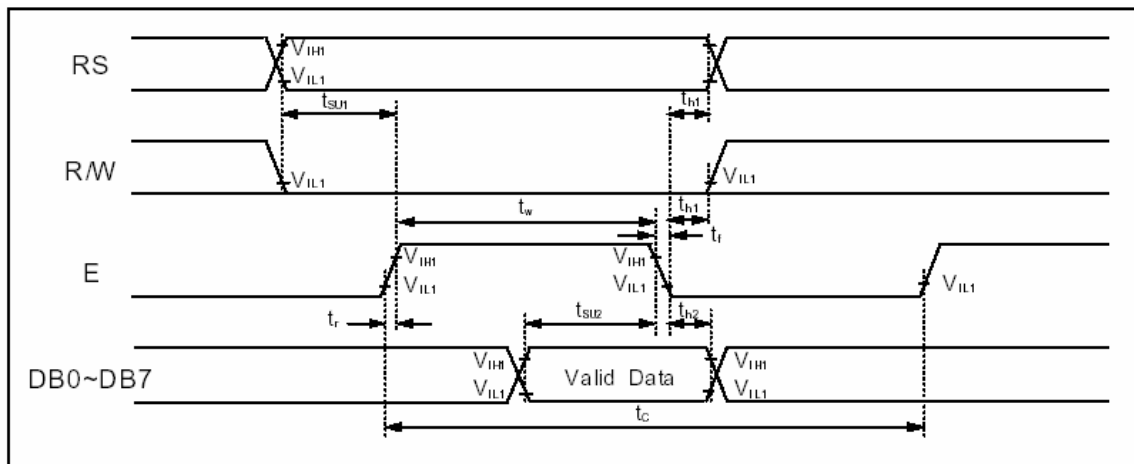 RS
VIH1
VIL1
tSU1
th1
R/W
VIL1
VIL1
tw
th1
tf
E
VIH1
VIL1
VIH1
VIL1
VIL1
tr
tSU2
th2
DB0~DB7
VIH1
VIL1
Valid Data
VIH1
VIL1
tC